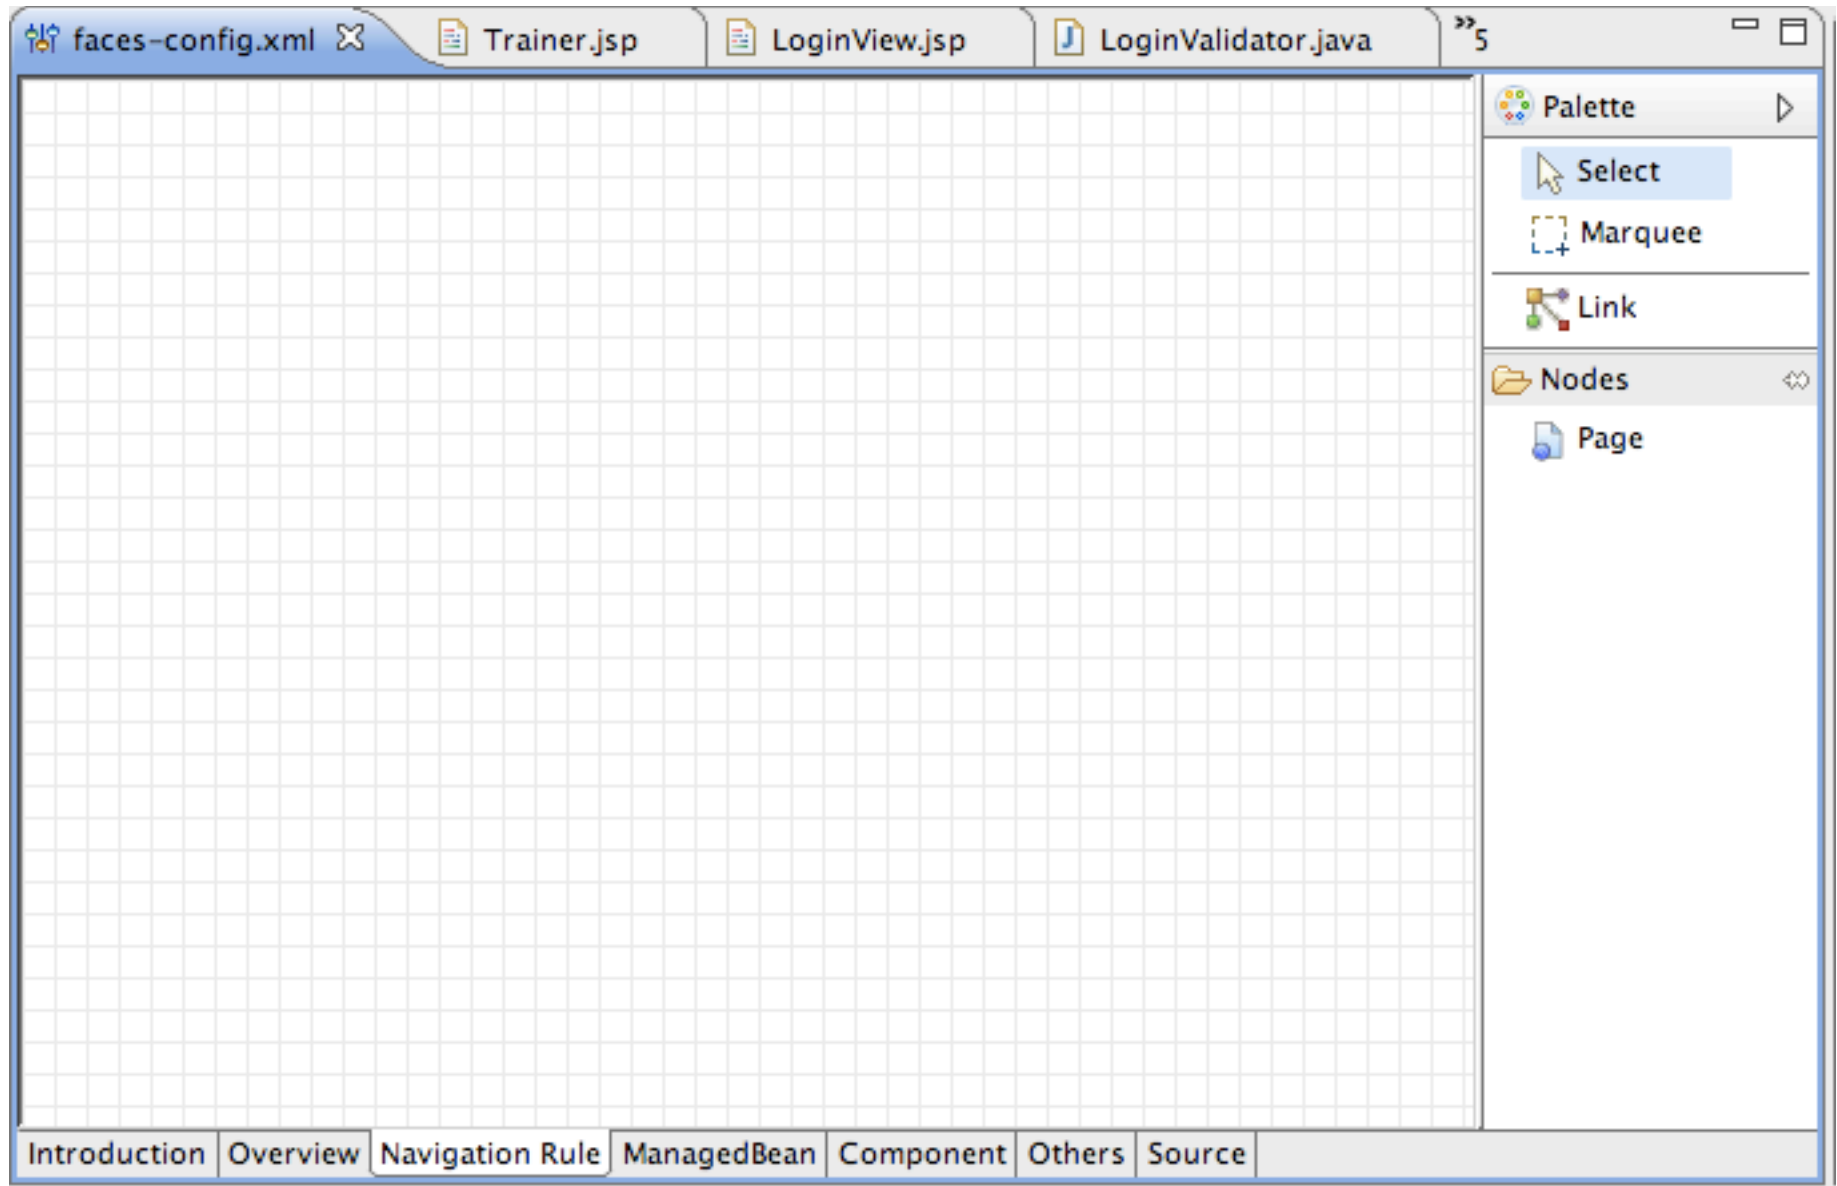 faces-config.xml Trainer.jsp LoginView.jsp LoginValidator.java »5
Palette
Select
Marquee
Link
Nodes
Page
Introduction Overview Navigation Rule ManagedBean Component Others Source